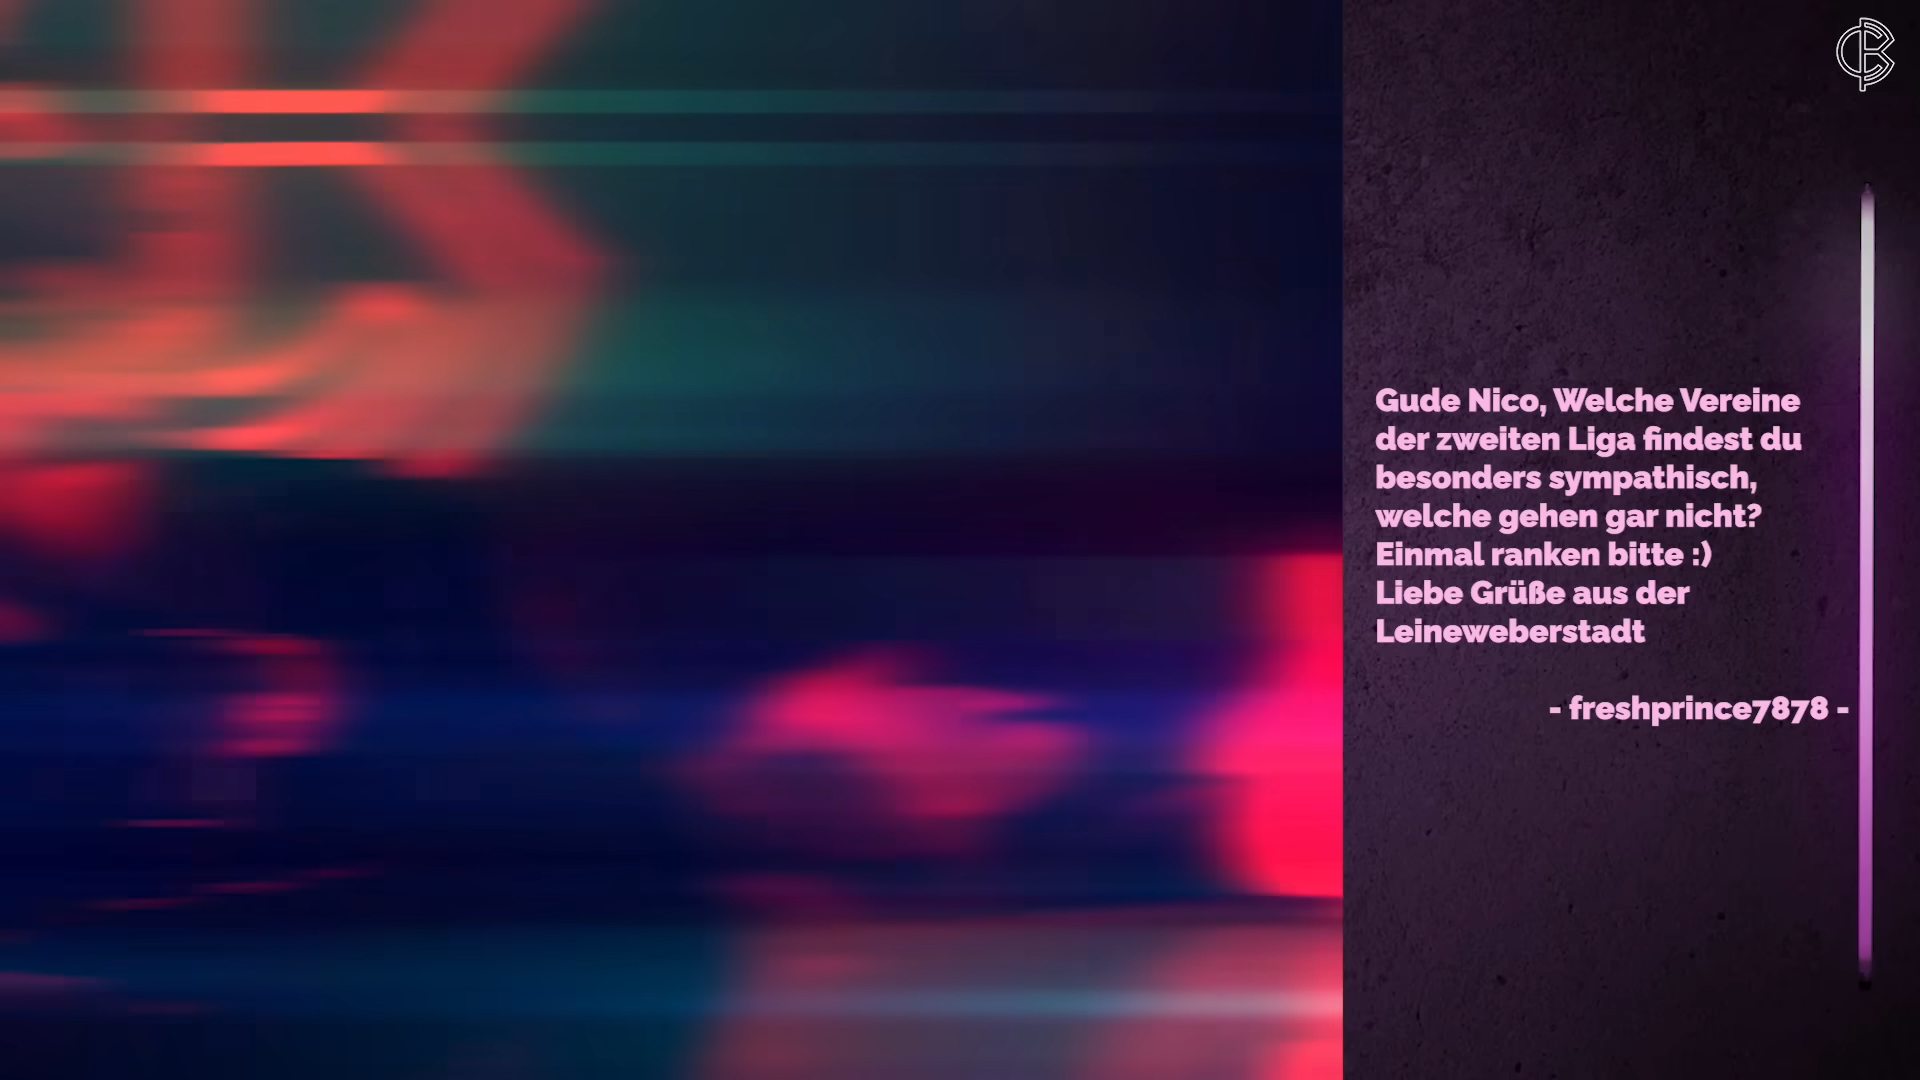 Gude Nico, Welche Vereine
der zweiten Liga findest du
besonders sympathisch,
welche gehen gar nicht?
Einmal ranken bitte :)
Liebe Grüße aus der
Leineweberstadt
- freshprince7878 -